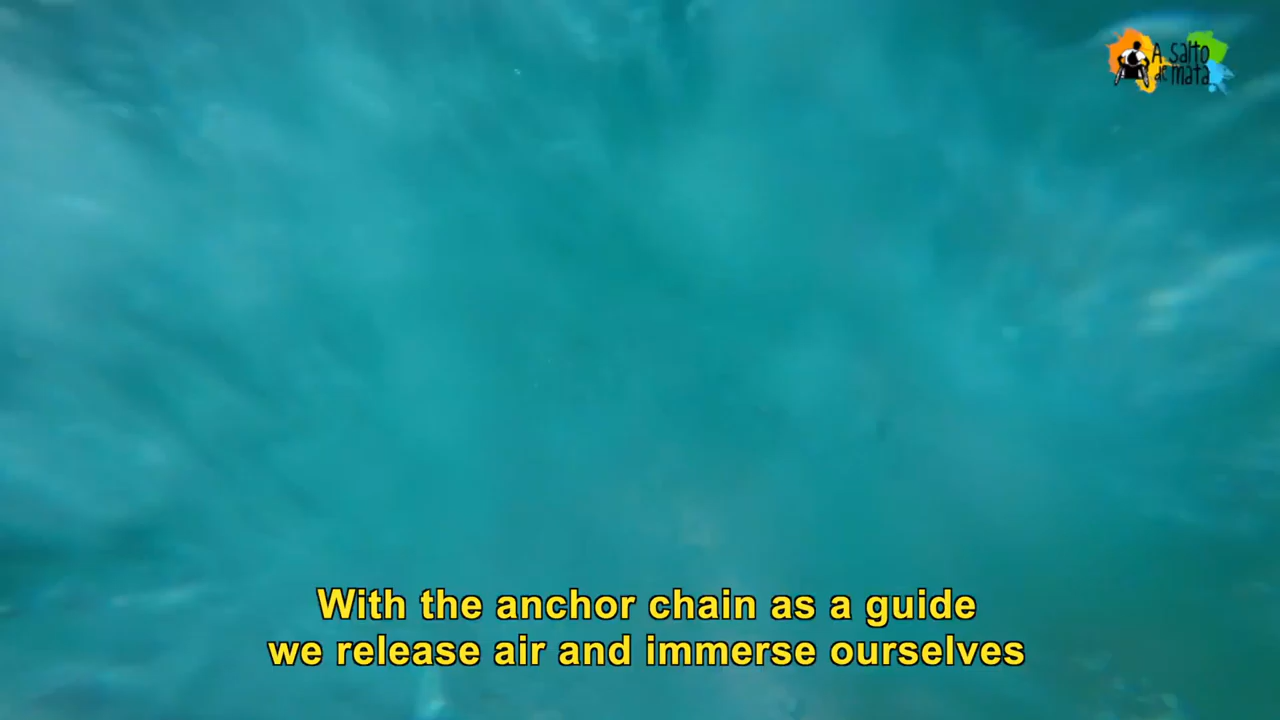 A salto
de mata
With the anchor chain as a guide
we release air and immerse ourselves